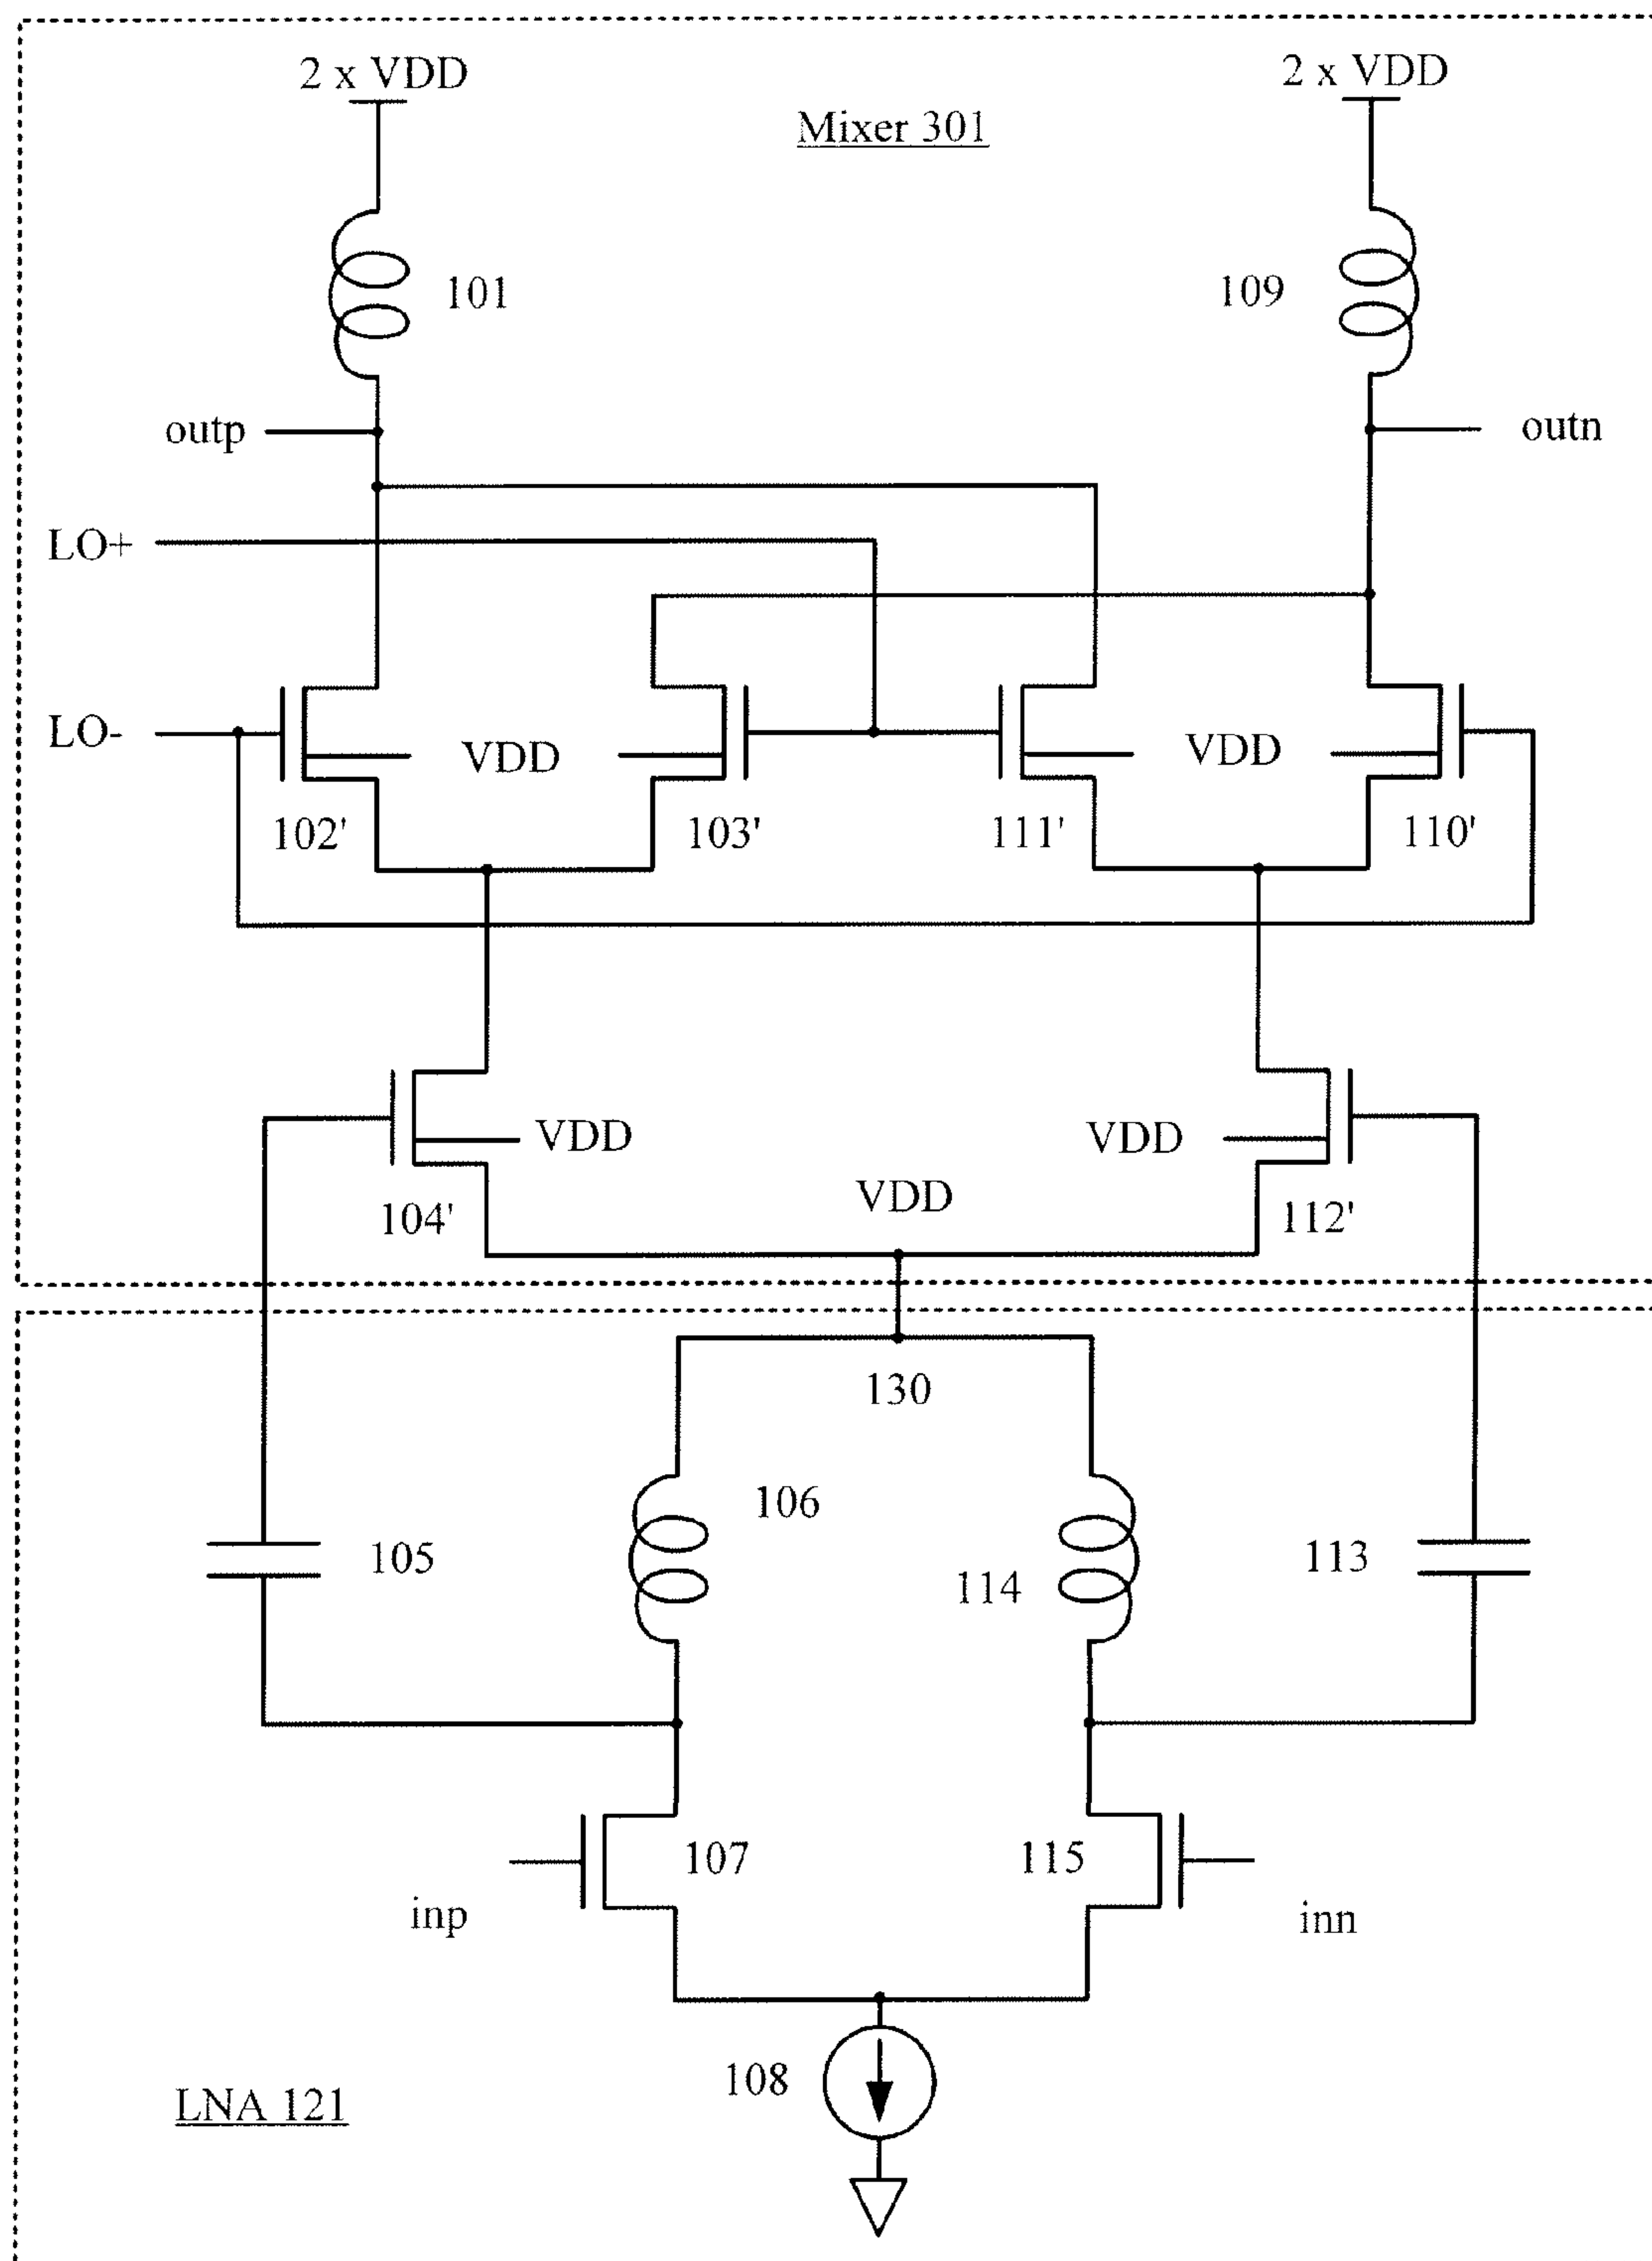 2 x VDD
2 x VDD
Mixer 301
101
109
outp
outn
LO+
LO-
VDD
VDD
102'
103'
111'
110'
VDD
VDD
VDD
104'
112'
130
106
105
113
114
107
115
inp
inn
108
LNA 121